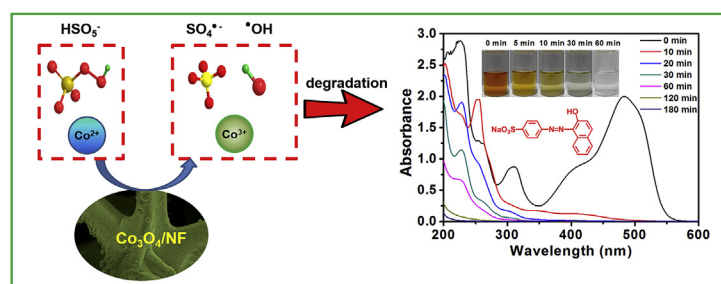 HSO₅⁻
SO₄•⁻ •OH
Co²⁺
Co³⁺
Co₃O₄/NF
degradation
Absorbance
3.0
2.5
2.0
1.5
1.0
0.5
0.0
0 min 5 min 10 min 30 min 60 min
HO
NaO₃S
N=N
0 min
10 min
20 min
30 min
60 min
120 min
180 min
200 300 400 500 600
Wavelength (nm)